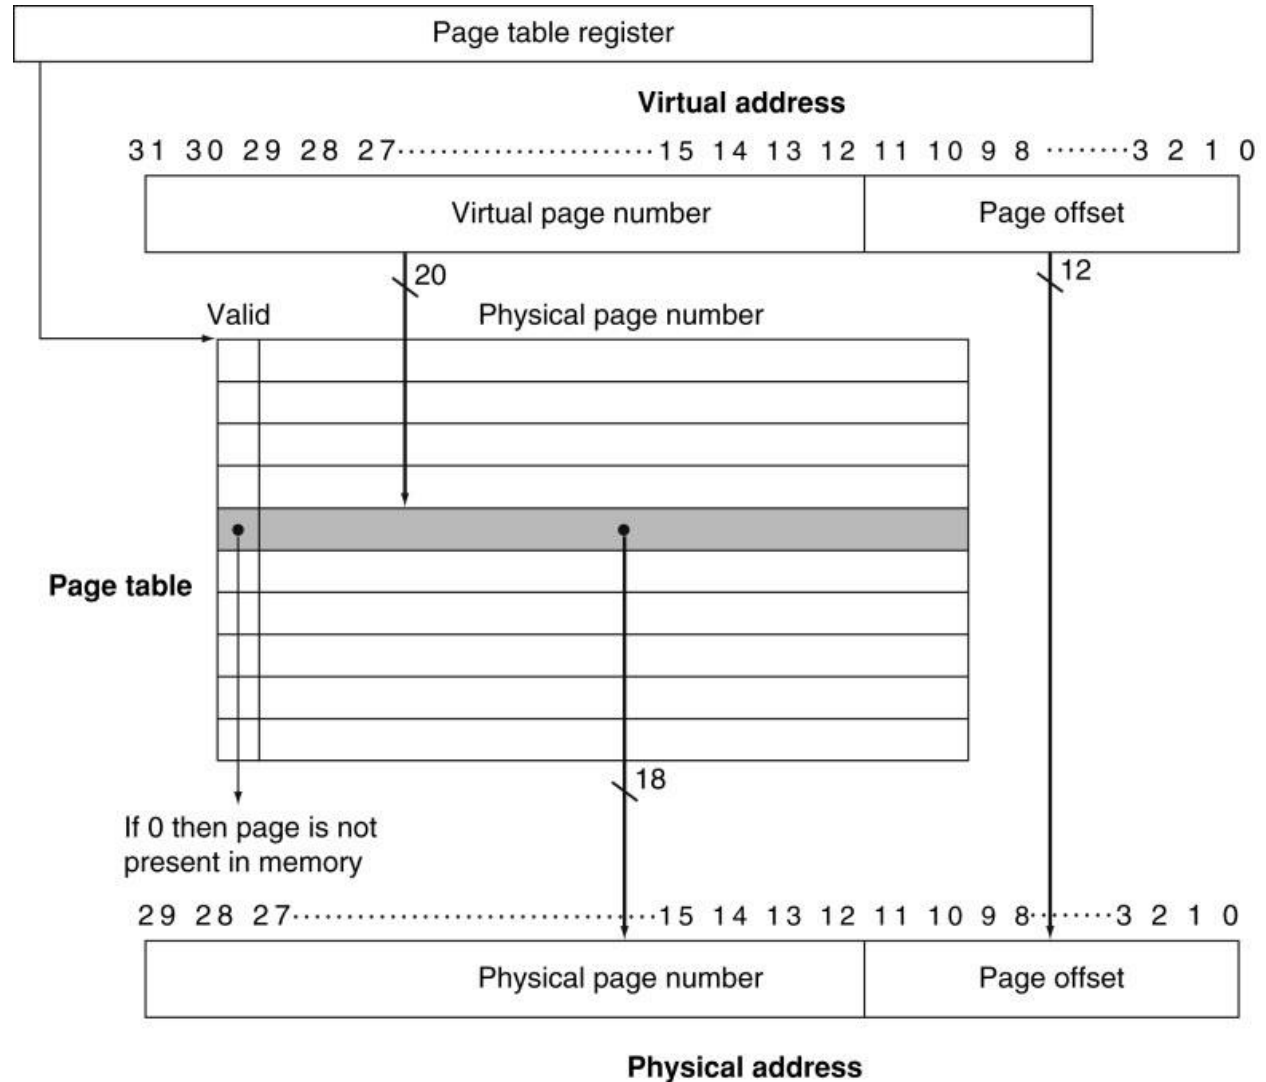 Page table register
Virtual address
31 30 29 28 27·······················15 14 13 12 11 10 9 8 ········3 2 1 0
Virtual page number Page offset
20 12
Valid Physical page number
Page table
18
If 0 then page is not
present in memory
29 28 27·································15 14 13 12 11 10 9 8········3 2 1 0
Physical page number Page offset
Physical address